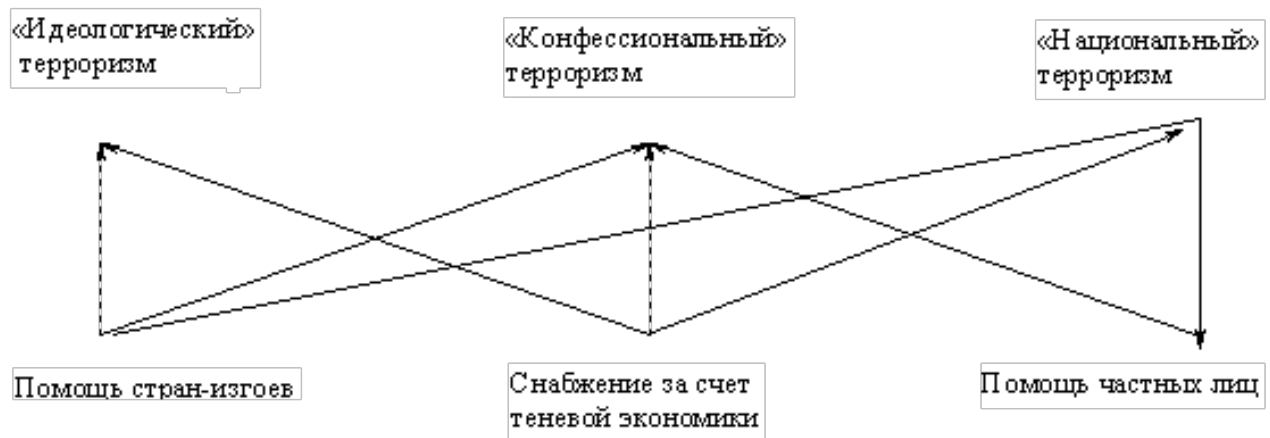 «Идеологический»
терроризм
«Конфессиональный»
терроризм
«Национальный»
терроризм
Помощь стран-изгоев
Снабжение за счет
теневой экономики
Помощь частных лиц